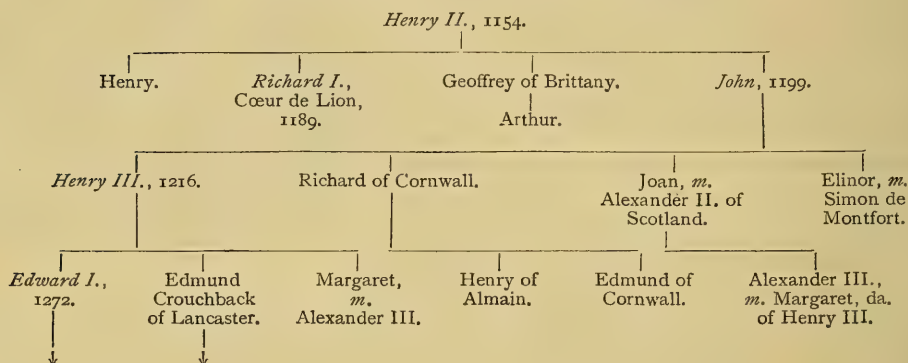 Henry II., 1154.
Henry. Richard I., Geoffrey of Brittany. John, 1199.
Cœur de Lion,
1189. Arthur.
Henry III., 1216. Richard of Cornwall. Joan, m. Elinor, m.
Alexander II. of Simon de
Scotland. Montfort.
Edward I., Edmund Margaret, Henry of Edmund of Alexander III.,
1272. Crouchback m. Almain. Cornwall. m. Margaret, da.
of Lancaster. Alexander III. of Henry III.